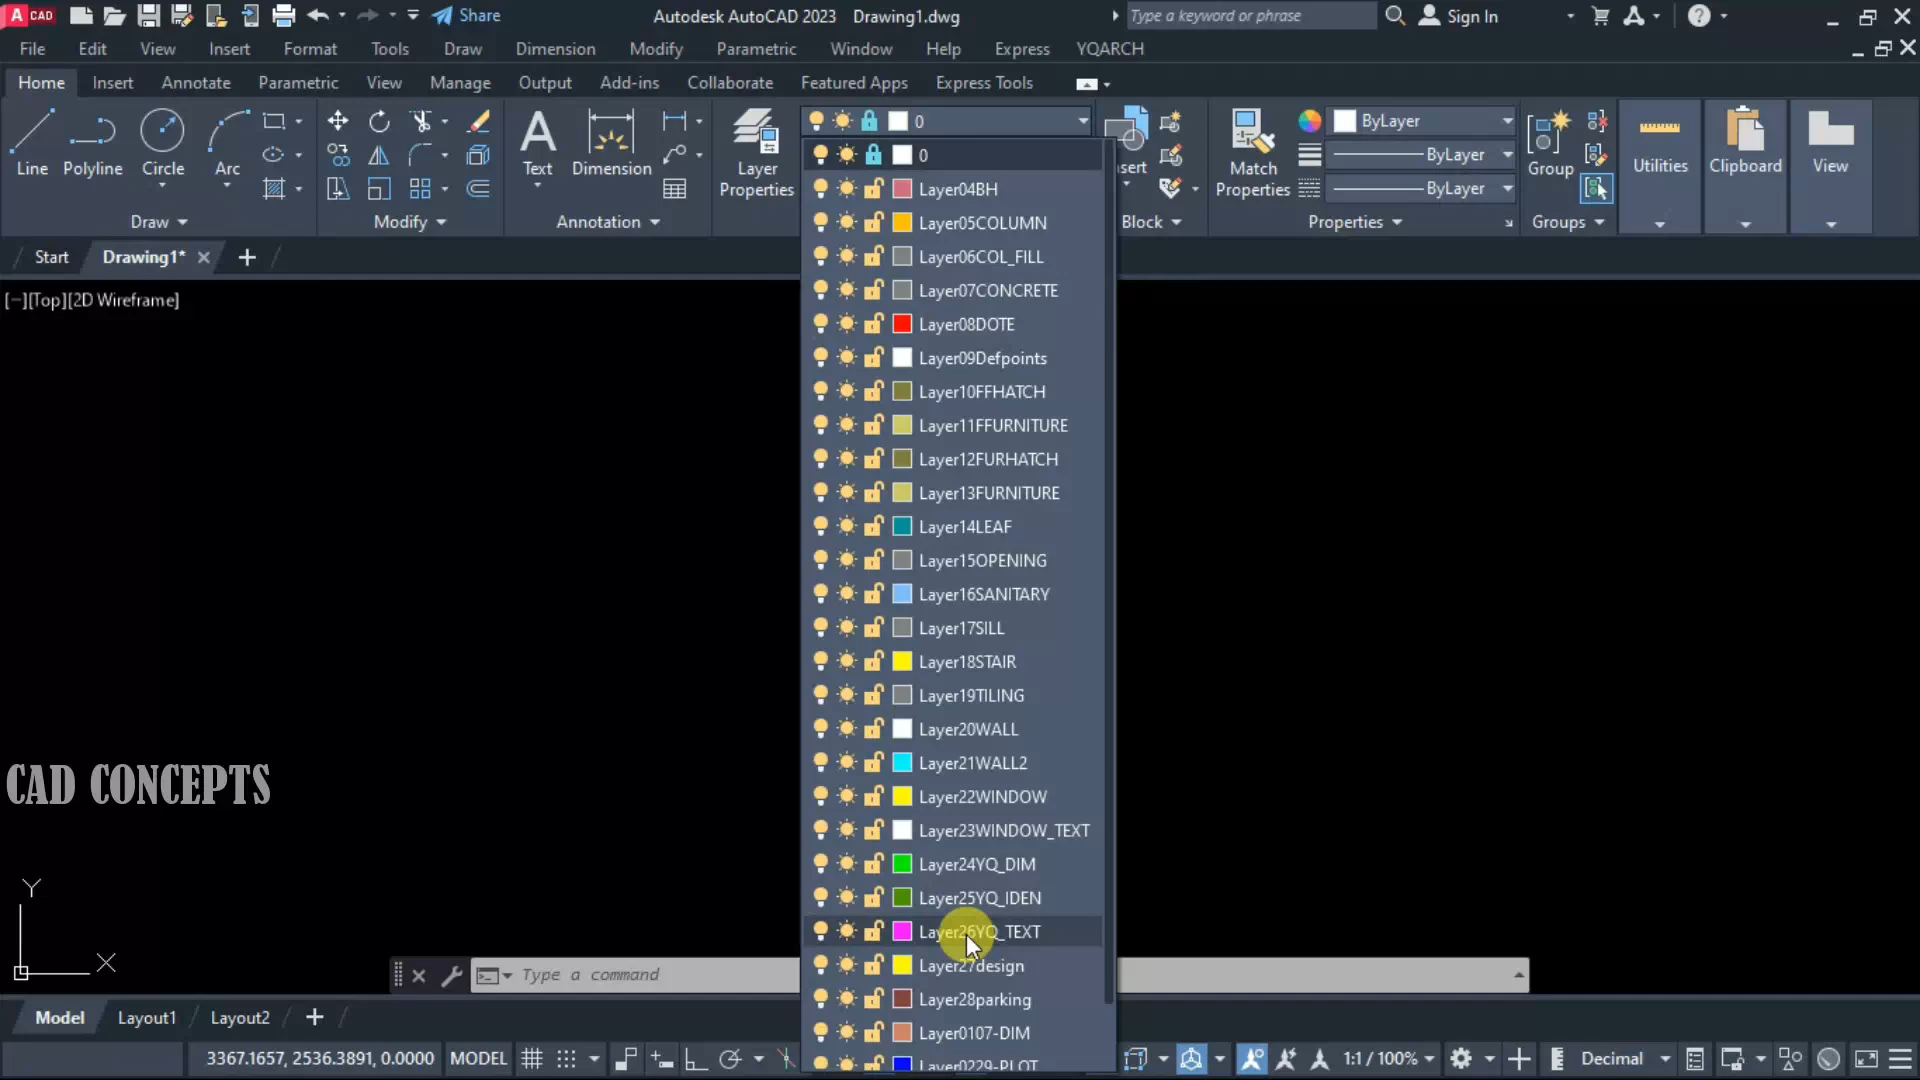 A CAD
Share
Autodesk AutoCAD 2023 Drawing1.dwg
Type a keyword or phrase
Sign In
File Edit View Insert Format Tools Draw Dimension Modify Parametric Window Help Express YQARCH
Home Insert Annotate Parametric View Manage Output Add-ins Collaborate Featured Apps Express Tools
Line Polyline Circle Arc
Draw
Modify
Text Dimension
Annotation
Layer
Properties
0
sert
Block
Match
Properties
ByLayer
ByLayer
ByLayer
Properties
Group
Groups
Utilities
Clipboard
View
Start Drawing1*
[−][Top][2D Wireframe]
0
Layer04BH
Layer05COLUMN
Layer06COL_FILL
Layer07CONCRETE
Layer08DOTE
Layer09Defpoints
Layer10FFHATCH
Layer11FFURNITURE
Layer12FURHATCH
Layer13FURNITURE
Layer14LEAF
Layer15OPENING
Layer16SANITARY
Layer17SILL
Layer18STAIR
Layer19TILING
Layer20WALL
Layer21WALL2
Layer22WINDOW
Layer23WINDOW_TEXT
Layer24YQ_DIM
Layer25YQ_IDEN
Layer26YQ_TEXT
Layer27design
Layer28parking
Layer0107-DIM
Layer0229-PLOT
CAD CONCEPTS
Y
X
Type a command
Model Layout1 Layout2
3367.1657, 2536.3891, 0.0000 MODEL
1:1 / 100%
Decimal